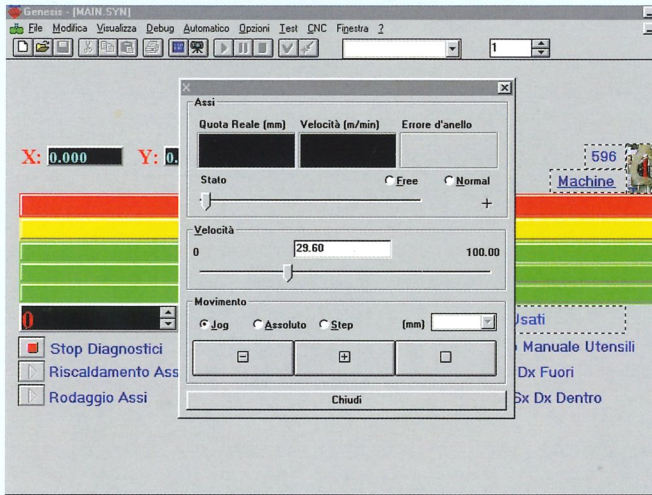 Genesis - [MAIN.SYN]
File Modifica Visualizza Debug Automatico Opzioni Test CNC Finestra ?
1
X
Assi
Quota Reale (mm) Velocità (m/min) Errore d'anello
X: 0.000 Y: 0.
596
Stato Free Normal
Machine
- +
Velocità
0 29.60 100.00
Movimento
0
Jog Assoluto Step (mm)
Usati
Stop Diagnostici
Manuale Utensili
Riscaldamento Ass
Dx Fuori
Rodaggio Assi
Chiudi
Sx Dx Dentro